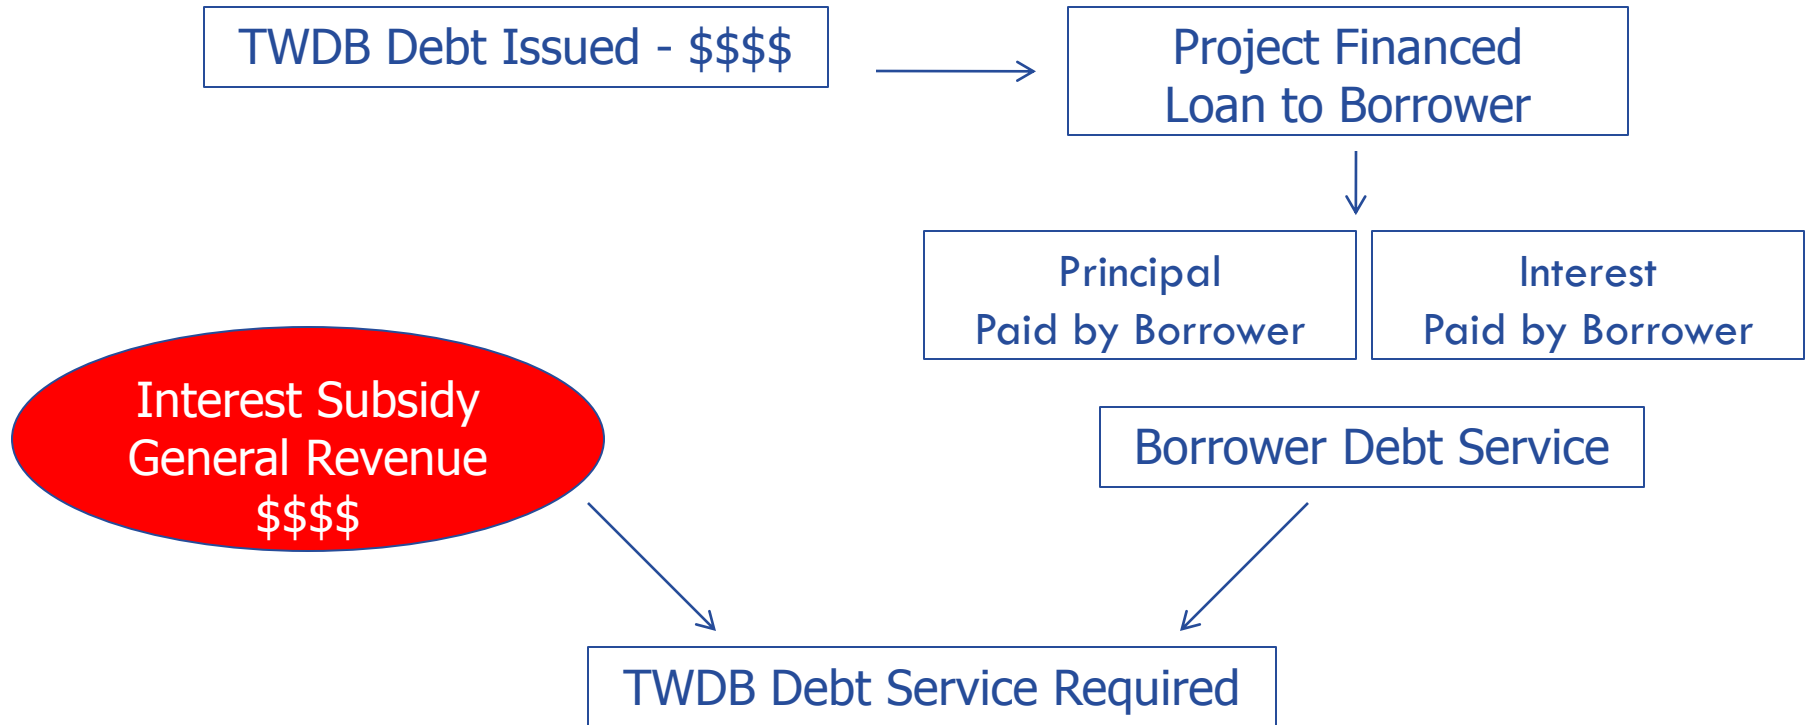 TWDB Debt Issued - $$$$
Project Financed
Loan to Borrower
Principal
Paid by Borrower
Interest
Paid by Borrower
Interest Subsidy
General Revenue
$$$$
Borrower Debt Service
TWDB Debt Service Required